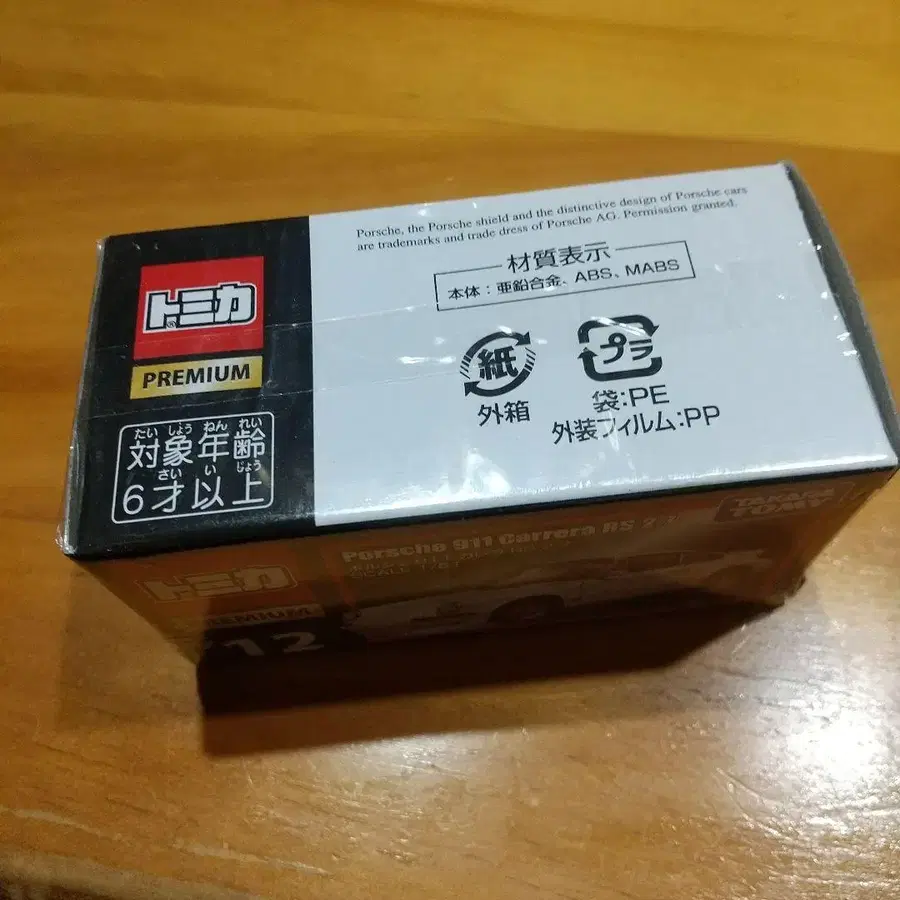 Porsche, the Porsche shield and the distinctive design of Porsche cars
are trademarks and trade dress of Porsche AG. Permission granted.
材質表示
本体：亜鉛合金、ABS、MABS
トミカ
®
PREMIUM
紙
外箱
プラ
袋:PE
外装フィルム:PP
たいしょうねんれい
対象年齢
さいいじょう
6才以上
Porsche 911 Carrera RS 2.7
TAKARA
TOMY
トミカ
PREMIUM
12